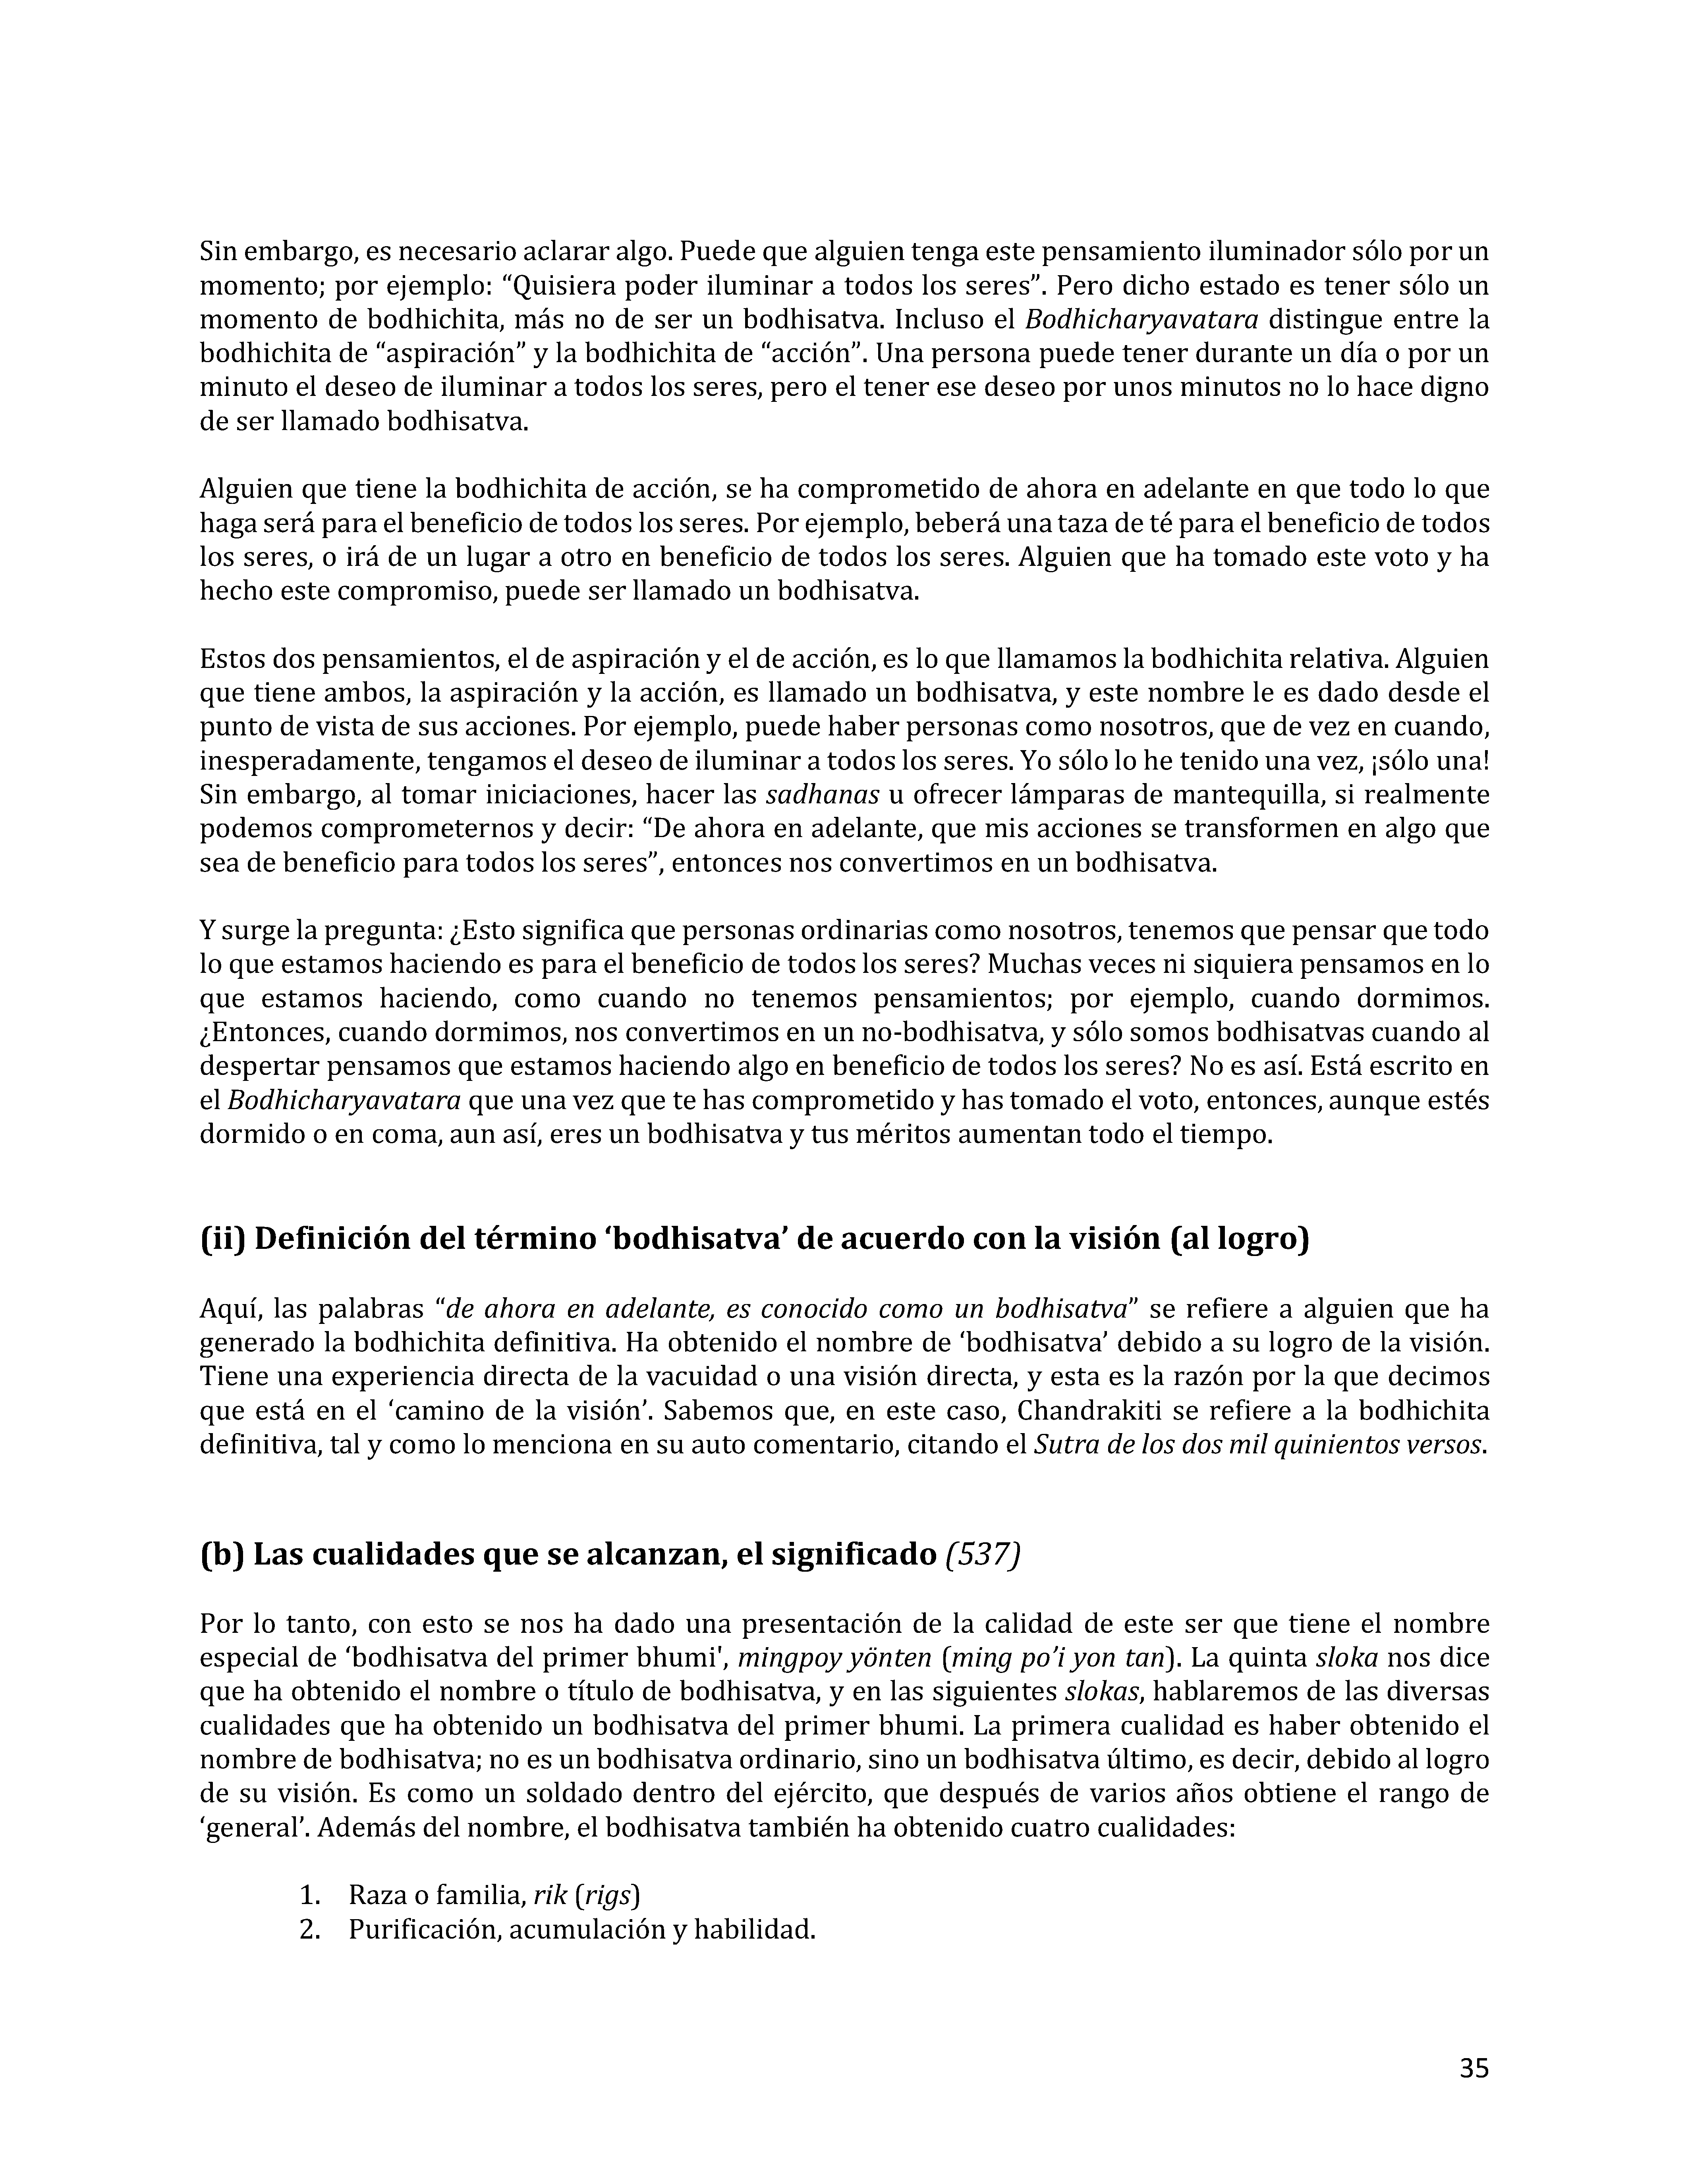 Sin embargo, es necesario aclarar algo. Puede que alguien tenga este pensamiento iluminador sólo por un
momento; por ejemplo: “Quisiera poder iluminar a todos los seres”. Pero dicho estado es tener sólo un
momento de bodhichita, más no de ser un bodhisatva. Incluso el Bodhicharyavatara distingue entre la
bodhichita de “aspiración” y la bodhichita de “acción”. Una persona puede tener durante un día o por un
minuto el deseo de iluminar a todos los seres, pero el tener ese deseo por unos minutos no lo hace digno
de ser llamado bodhisatva.
Alguien que tiene la bodhichita de acción, se ha comprometido de ahora en adelante en que todo lo que
haga será para el beneficio de todos los seres. Por ejemplo, beberá una taza de té para el beneficio de todos
los seres, o irá de un lugar a otro en beneficio de todos los seres. Alguien que ha tomado este voto y ha
hecho este compromiso, puede ser llamado un bodhisatva.
Estos dos pensamientos, el de aspiración y el de acción, es lo que llamamos la bodhichita relativa. Alguien
que tiene ambos, la aspiración y la acción, es llamado un bodhisatva, y este nombre le es dado desde el
punto de vista de sus acciones. Por ejemplo, puede haber personas como nosotros, que de vez en cuando,
inesperadamente, tengamos el deseo de iluminar a todos los seres. Yo sólo lo he tenido una vez, ¡sólo una!
Sin embargo, al tomar iniciaciones, hacer las sadhanas u ofrecer lámparas de mantequilla, si realmente
podemos comprometernos y decir: “De ahora en adelante, que mis acciones se transformen en algo que
sea de beneficio para todos los seres”, entonces nos convertimos en un bodhisatva.
Y surge la pregunta: ¿Esto significa que personas ordinarias como nosotros, tenemos que pensar que todo
lo que estamos haciendo es para el beneficio de todos los seres? Muchas veces ni siquiera pensamos en lo
que estamos haciendo, como cuando no tenemos pensamientos; por ejemplo, cuando dormimos.
¿Entonces, cuando dormimos, nos convertimos en un no-bodhisatva, y sólo somos bodhisatvas cuando al
despertar pensamos que estamos haciendo algo en beneficio de todos los seres? No es así. Está escrito en
el Bodhicharyavatara que una vez que te has comprometido y has tomado el voto, entonces, aunque estés
dormido o en coma, aun así, eres un bodhisatva y tus méritos aumentan todo el tiempo.
(ii) Definición del término ‘bodhisatva’ de acuerdo con la visión (al logro)
Aquí, las palabras “de ahora en adelante, es conocido como un bodhisatva” se refiere a alguien que ha
generado la bodhichita definitiva. Ha obtenido el nombre de ‘bodhisatva’ debido a su logro de la visión.
Tiene una experiencia directa de la vacuidad o una visión directa, y esta es la razón por la que decimos
que está en el ‘camino de la visión’. Sabemos que, en este caso, Chandrakiti se refiere a la bodhichita
definitiva, tal y como lo menciona en su auto comentario, citando el Sutra de los dos mil quinientos versos.
(b) Las cualidades que se alcanzan, el significado (537)
Por lo tanto, con esto se nos ha dado una presentación de la calidad de este ser que tiene el nombre
especial de ‘bodhisatva del primer bhumi', mingpoy yönten (ming po’i yon tan). La quinta sloka nos dice
que ha obtenido el nombre o título de bodhisatva, y en las siguientes slokas, hablaremos de las diversas
cualidades que ha obtenido un bodhisatva del primer bhumi. La primera cualidad es haber obtenido el
nombre de bodhisatva; no es un bodhisatva ordinario, sino un bodhisatva último, es decir, debido al logro
de su visión. Es como un soldado dentro del ejército, que después de varios años obtiene el rango de
‘general’. Además del nombre, el bodhisatva también ha obtenido cuatro cualidades:
1. Raza o familia, rik (rigs)
2. Purificación, acumulación y habilidad.
35